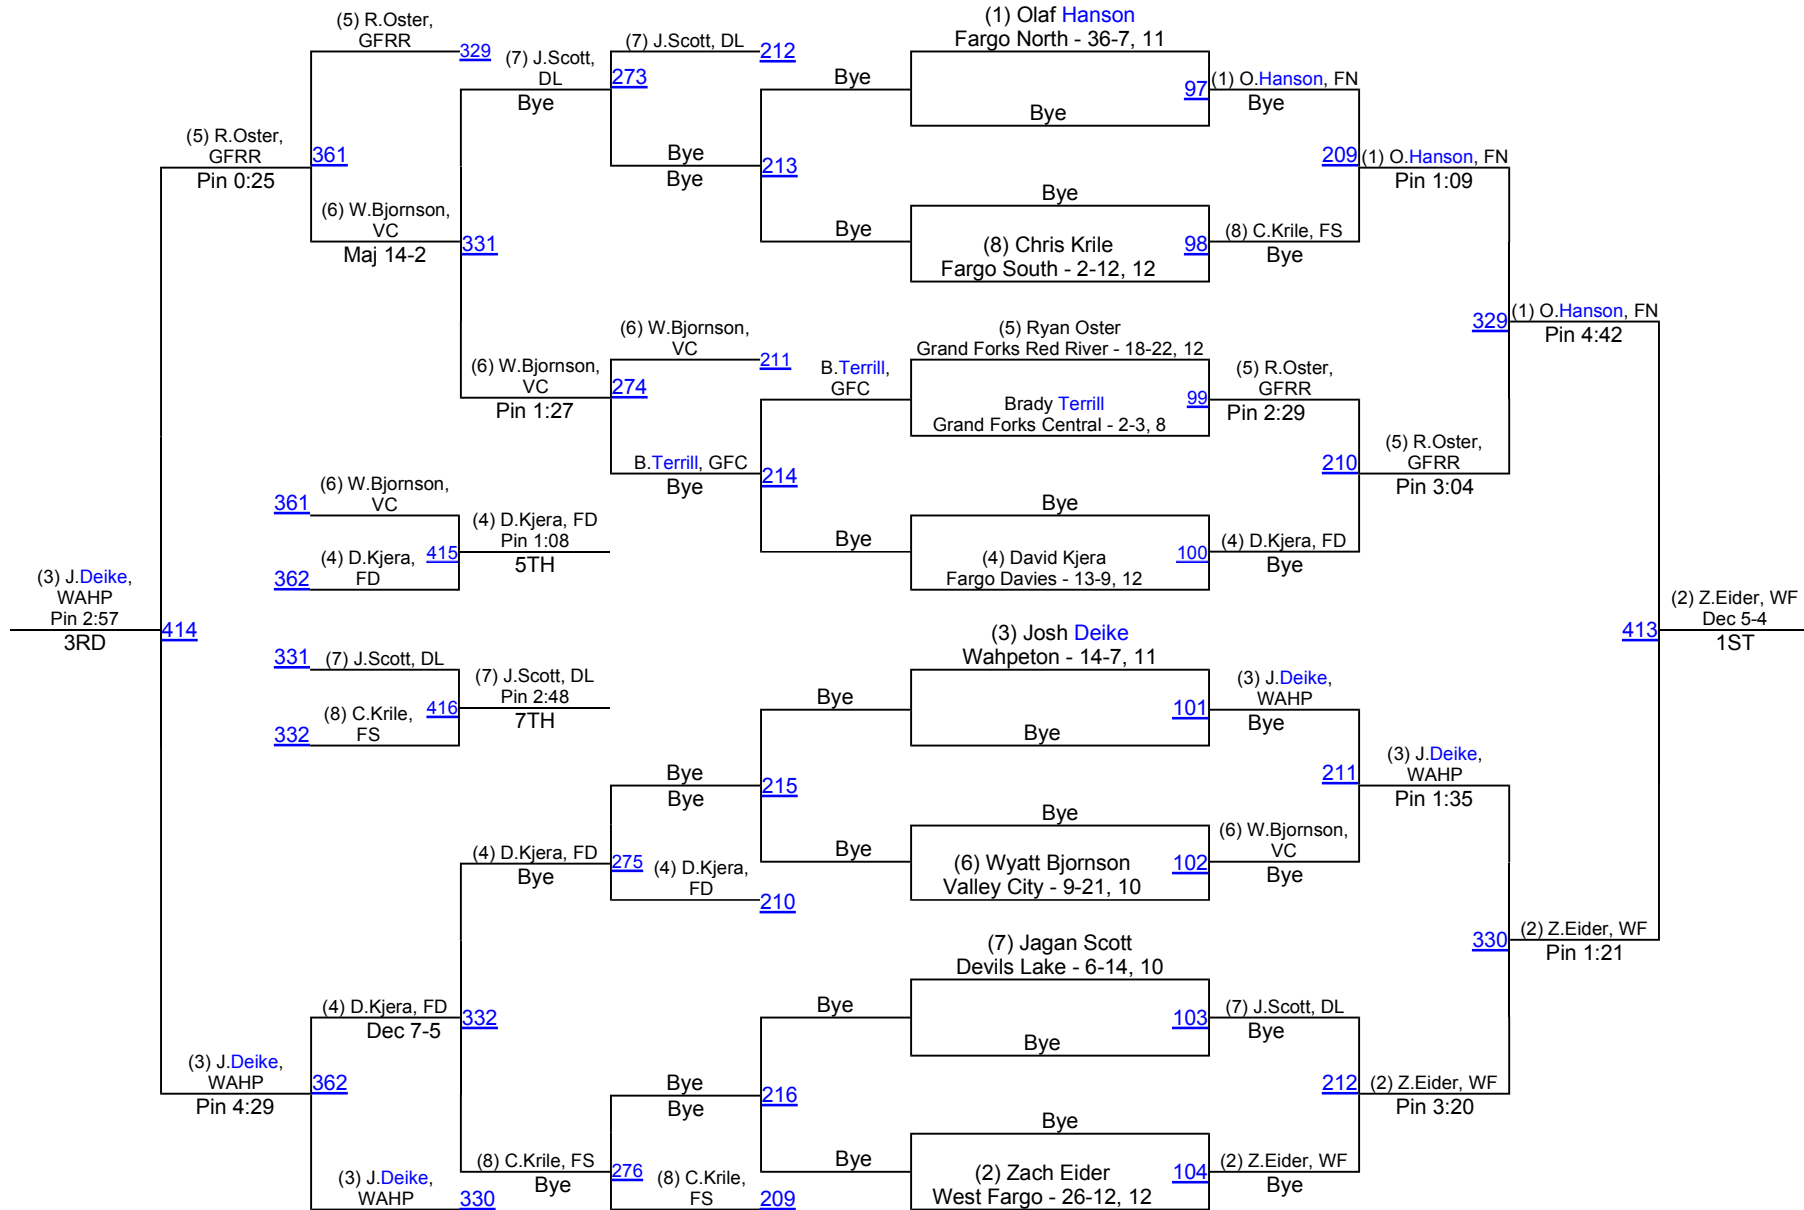 (5) R.Oster,
GFRR
329
(7) J.Scott,
DL
Bye
(7) J.Scott, DL
212
273
(1) Olaf Hanson
Fargo North - 36-7, 11
Bye
Bye
97
(1) O.Hanson, FN
Bye
(5) R.Oster,
GFRR
Pin 0:25
361
Bye
Bye
213
209
(1) O.Hanson, FN
Pin 1:09
(6) W.Bjornson,
VC
Maj 14-2
331
Bye
Bye
(8) Chris Krile
Fargo South - 2-12, 12
98
(8) C.Krile, FS
Bye
329
(1) O.Hanson, FN
Pin 4:42
(6) W.Bjornson,
VC
211
(6) W.Bjornson,
VC
Pin 1:27
274
B.Terrill,
GFC
(5) Ryan Oster
Grand Forks Red River - 18-22, 12
Brady Terrill
Grand Forks Central - 2-3, 8
99
(5) R.Oster,
GFRR
Pin 2:29
B.Terrill, GFC
Bye
214
210
(5) R.Oster,
GFRR
Pin 3:04
361
(6) W.Bjornson,
VC
(4) D.Kjera,
FD
362
415
(4) D.Kjera, FD
Pin 1:08
5TH
Bye
Bye
(4) David Kjera
Fargo Davies - 13-9, 12
100
(4) D.Kjera, FD
Bye
(3) J.Deike,
WAHP
Pin 2:57
3RD
414
413
(2) Z.Eider, WF
Dec 5-4
1ST
331
(7) J.Scott, DL
(8) C.Krile,
FS
332
416
(7) J.Scott, DL
Pin 2:48
7TH
(3) Josh Deike
Wahpeton - 14-7, 11
Bye
Bye
101
(3) J.Deike,
WAHP
Bye
Bye
Bye
215
211
(3) J.Deike,
WAHP
Pin 1:35
(4) D.Kjera, FD
Bye
275
(4) D.Kjera,
FD
210
Bye
Bye
(6) Wyatt Bjornson
Valley City - 9-21, 10
102
(6) W.Bjornson,
VC
Bye
330
(2) Z.Eider, WF
Pin 1:21
(7) Jagan Scott
Devils Lake - 6-14, 10
Bye
Bye
103
(7) J.Scott, DL
Bye
(4) D.Kjera, FD
Dec 7-5
332
(3) J.Deike,
WAHP
Pin 4:29
362
Bye
Bye
216
212
(2) Z.Eider, WF
Pin 3:20
(3) J.Deike,
WAHP
330
(8) C.Krile, FS
Bye
276
(8) C.Krile,
FS
209
Bye
Bye
(2) Zach Eider
West Fargo - 26-12, 12
104
(2) Z.Eider, WF
Bye